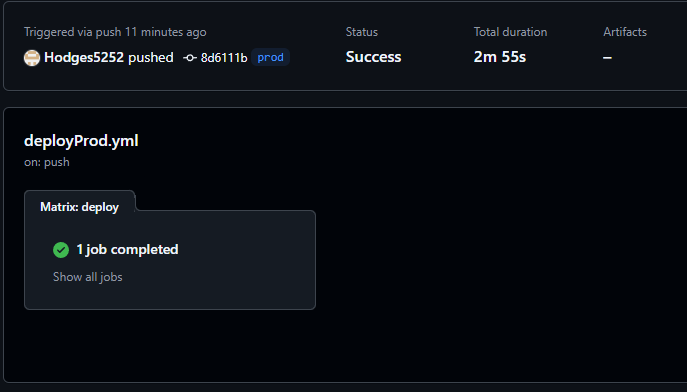 Triggered via push 11 minutes ago
Hodges5252 pushed 8d6111b prod
Status
Success
Total duration
2m 55s
Artifacts
–
deployProd.yml
on: push
Matrix: deploy
1 job completed
Show all jobs